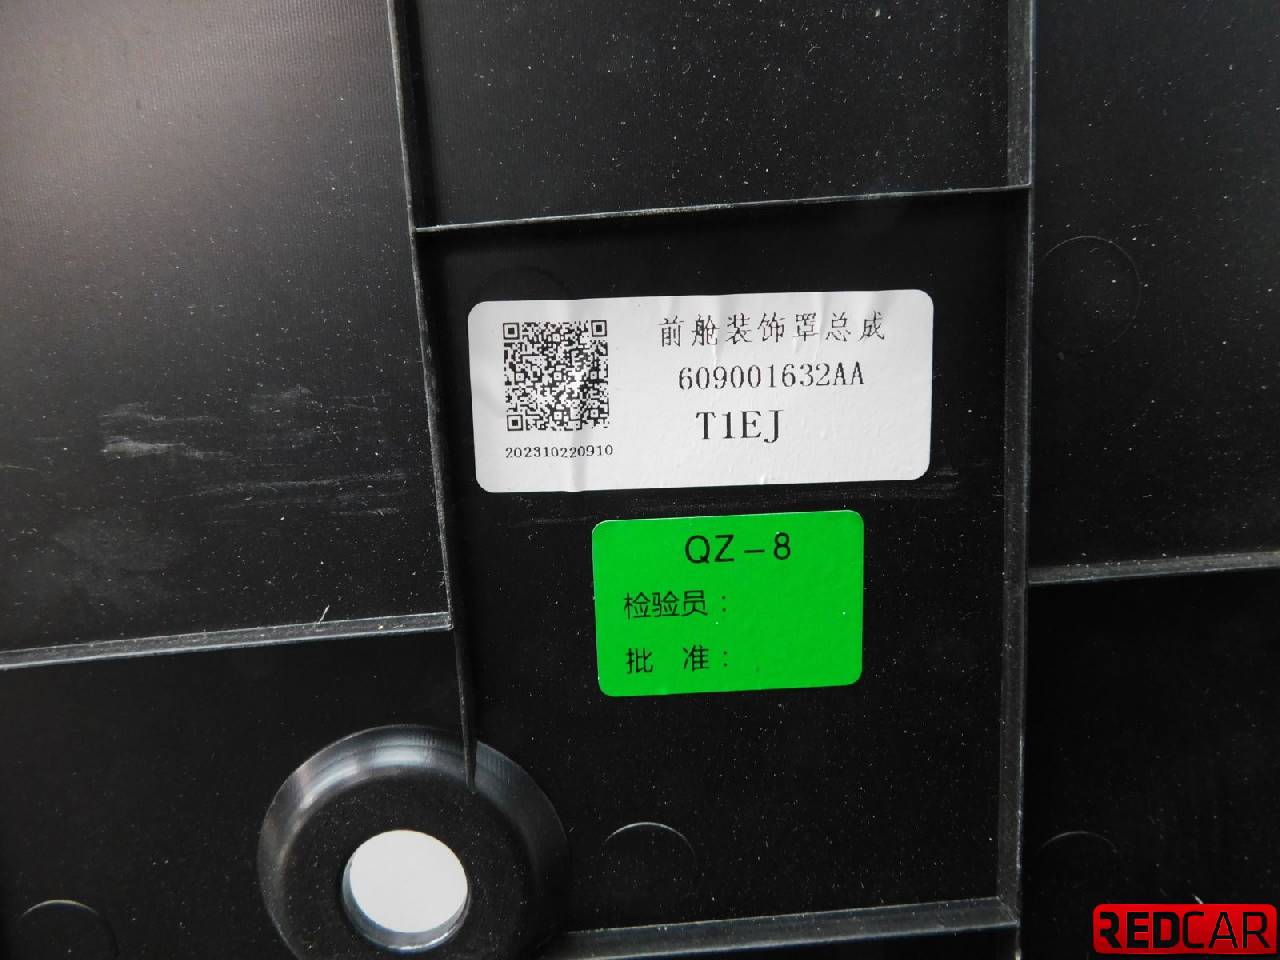 前舱装饰罩总成
609001632AA
T1EJ
202310220910
QZ-8
检验员：
批 准：
REDCAR